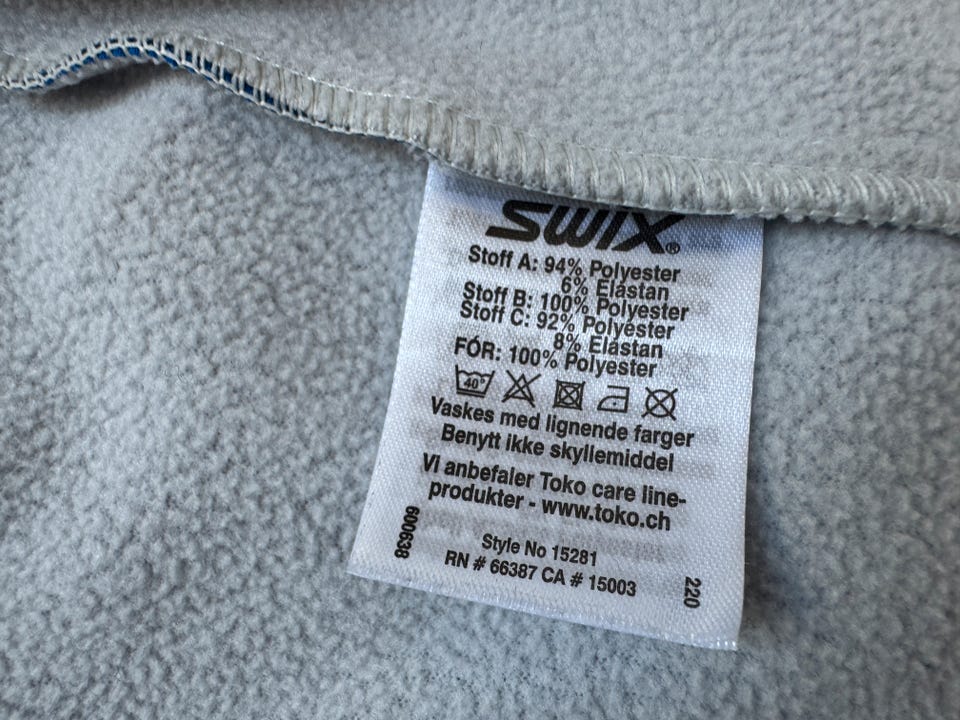 SWIX®
Stoff A: 94% Polyester
6% Elastan
Stoff B: 100% Polyester
Stoff C: 92% Polyester
8% Elastan
FÓR: 100% Polyester
40°
Vaskes med lignende farger
Benytt ikke skyllemiddel
Vi anbefaler Toko care line-
produkter - www.toko.ch
600638
Style No 15281
RN # 66387 CA # 15003
220